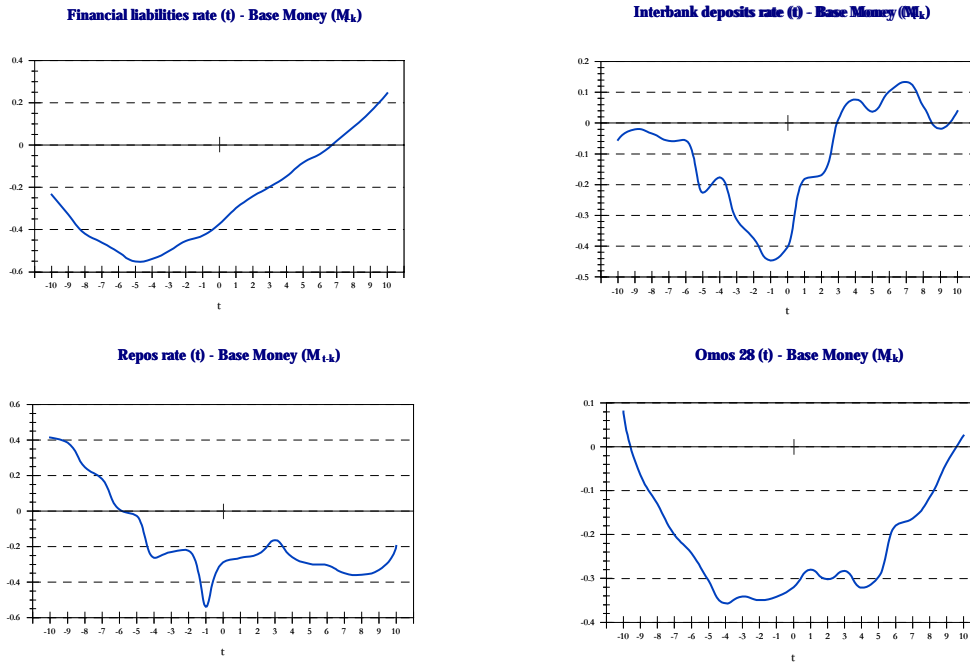 Financial liabilities rate (t) - Base Money (Mt-k)
0.4
0.2
0
-0.2
-0.4
-0.6
-10 -9 -8 -7 -6 -5 -4 -3 -2 -1 0 1 2 3 4 5 6 7 8 9 10
t
Interbank deposits rate (t) - Base Money (Mt-k)
0.2
0.1
0
-0.1
-0.2
-0.3
-0.4
-0.5
-10 -9 -8 -7 -6 -5 -4 -3 -2 -1 0 1 2 3 4 5 6 7 8 9 10
t
Repos rate (t) - Base Money (M t-k)
0.6
0.4
0.2
0
-0.2
-0.4
-0.6
-10 -9 -8 -7 -6 -5 -4 -3 -2 -1 0 1 2 3 4 5 6 7 8 9 10
t
Omos 28 (t) - Base Money (Mt-k)
0.1
0
-0.1
-0.2
-0.3
-0.4
-10 -9 -8 -7 -6 -5 -4 -3 -2 -1 0 1 2 3 4 5 6 7 8 9 10
t